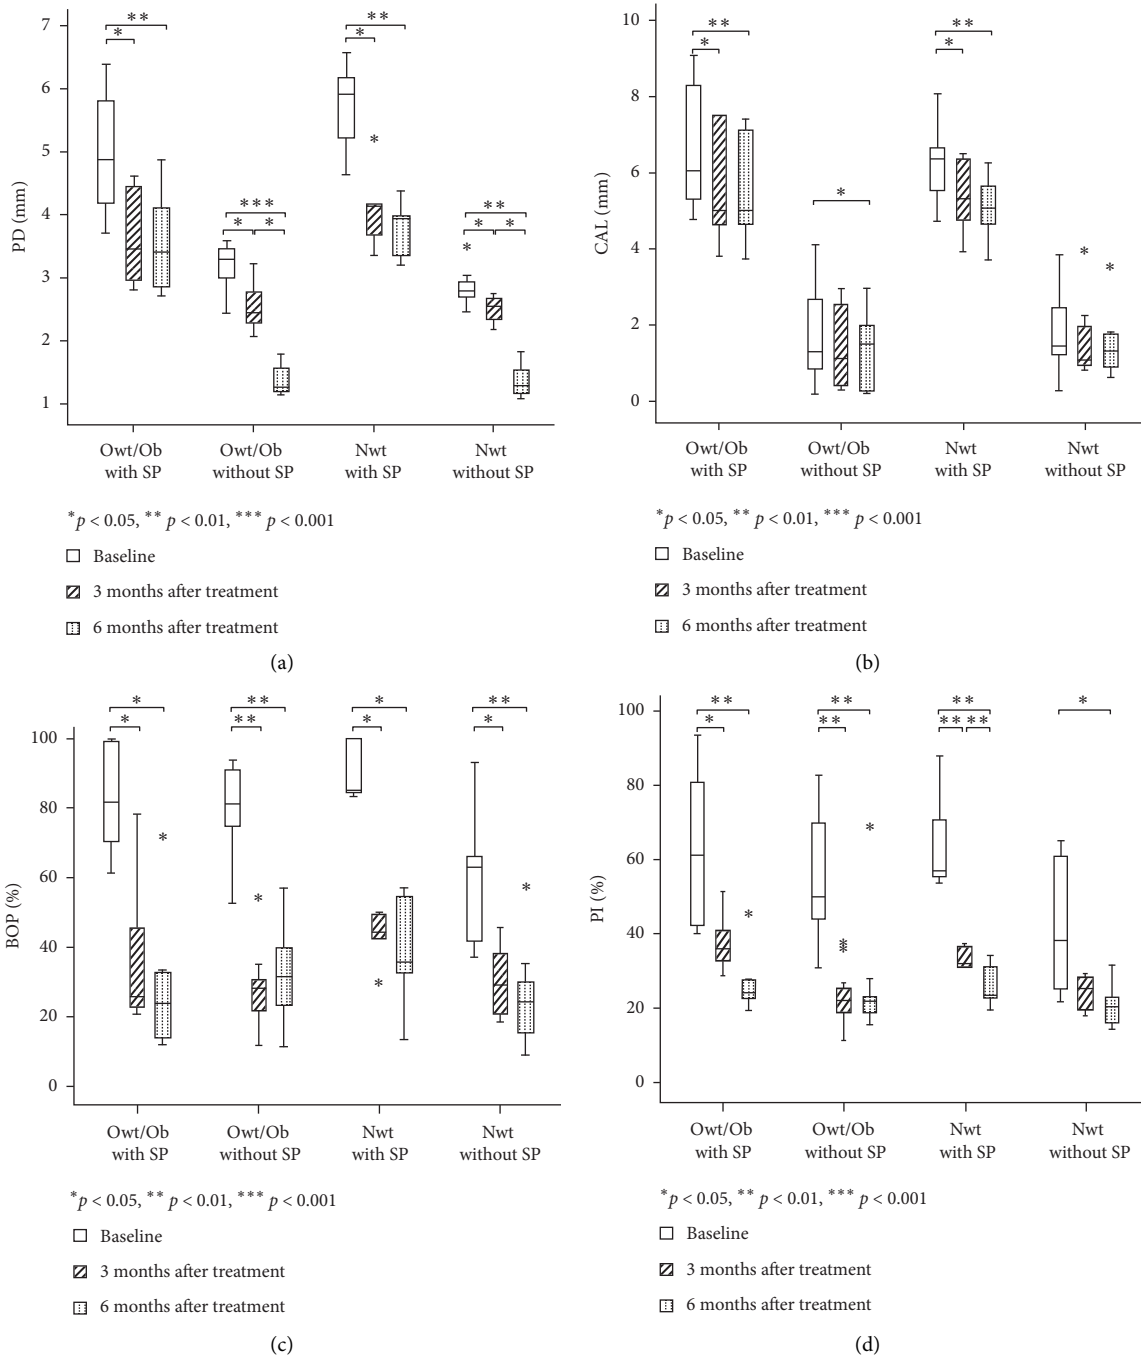 7
6
5
4
3
2
1
PD (mm)
** ** 
* *
***
* *
**
* *
*
*
Owt/Ob with SP
Owt/Ob without SP
Nwt with SP
Nwt without SP
*p < 0.05, ** p < 0.01, *** p < 0.001
Baseline
3 months after treatment
6 months after treatment
(a)
10
8
6
4
2
0
CAL (mm)
** **
* *
*
*
*
Owt/Ob with SP
Owt/Ob without SP
Nwt with SP
Nwt without SP
*p < 0.05, ** p < 0.01, *** p < 0.001
Baseline
3 months after treatment
6 months after treatment
(b)
100
80
60
40
20
0
BOP (%)
* ** * **
* ** * *
*
*
*
*
Owt/Ob with SP
Owt/Ob without SP
Nwt with SP
Nwt without SP
*p < 0.05, ** p < 0.01, *** p < 0.001
Baseline
3 months after treatment
6 months after treatment
(c)
100
80
60
40
20
0
PI (%)
** ** ** *
* ** ** **
*
*
*
*
Owt/Ob with SP
Owt/Ob without SP
Nwt with SP
Nwt without SP
*p < 0.05, ** p < 0.01, *** p < 0.001
Baseline
3 months after treatment
6 months after treatment
(d)